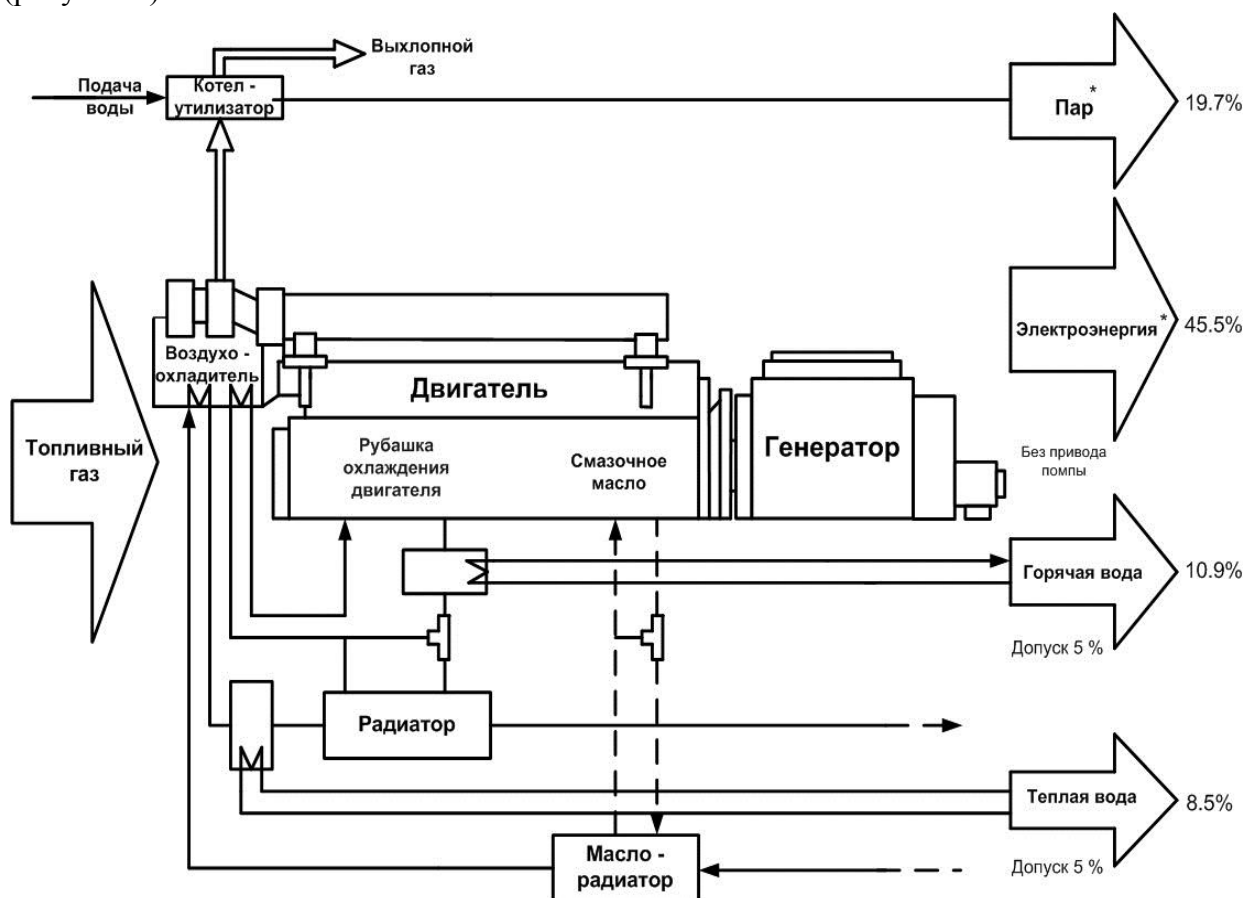 Выхлопной
газ
Подача
воды
Котел -
утилизатор
Пар*
19.7%
Воздухо -
охладитель
Двигатель
Электроэнергия*
45.5%
Топливный
газ
Рубашка
охлаждения
двигателя
Смазочное
масло
Генератор
Без привода
помпы
Горячая вода
10.9%
Допуск 5 %
Радиатор
Теплая вода
8.5%
Масло -
радиатор
Допуск 5 %